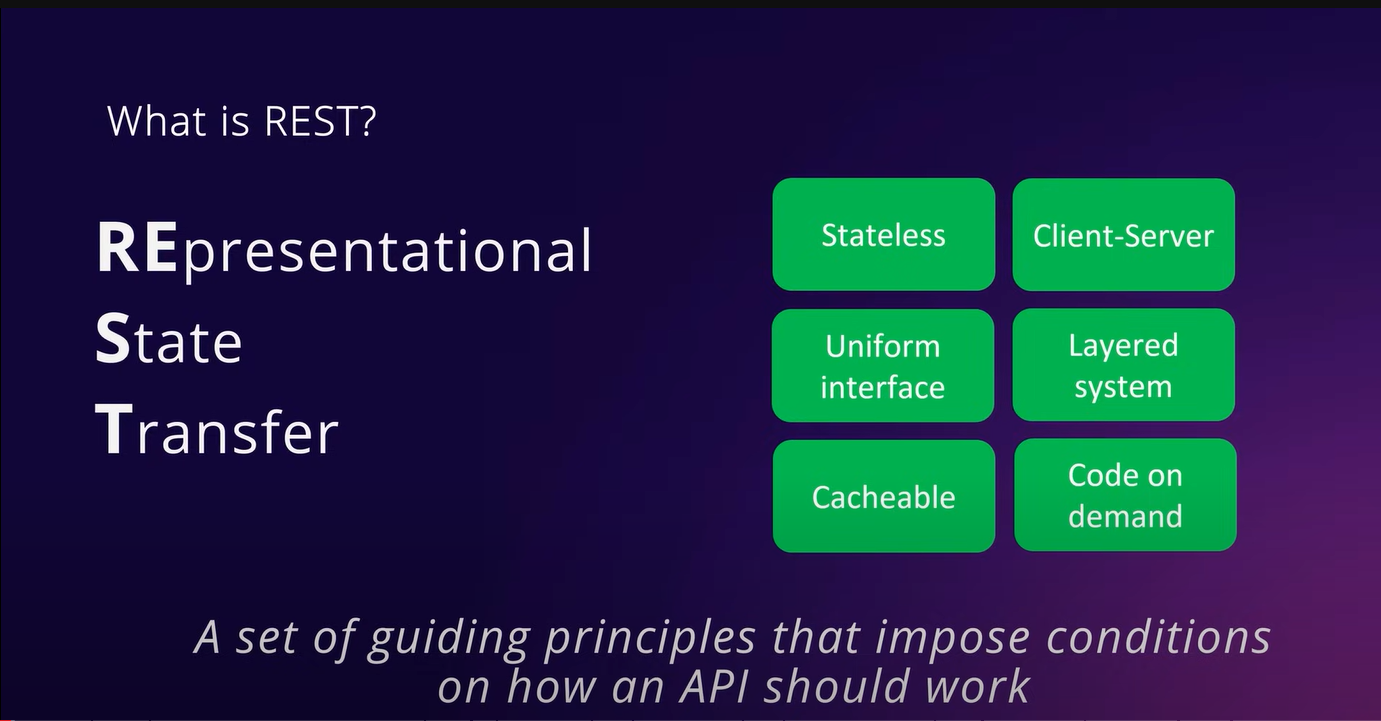 What is REST?
REpresentational
State
Transfer
Stateless
Client-Server
Uniform
interface
Layered
system
Cacheable
Code on
demand
A set of guiding principles that impose conditions
on how an API should work